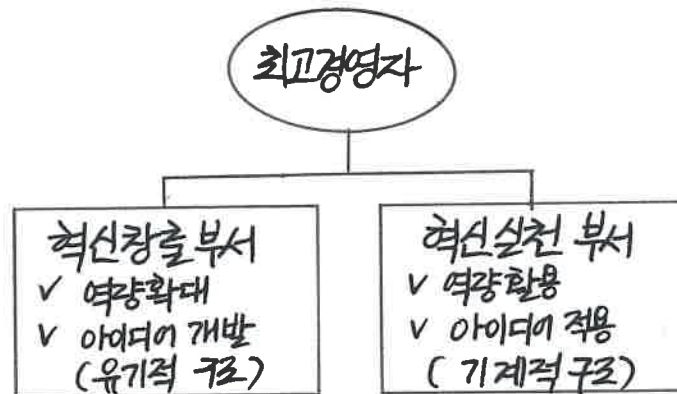 최고경영자
혁신창출부서
✓ 역량확대
✓ 아이디어 개발
(유기적 구조)
혁신실천 부서
✓ 역량활용
✓ 아이디어 적용
(기계적구조)